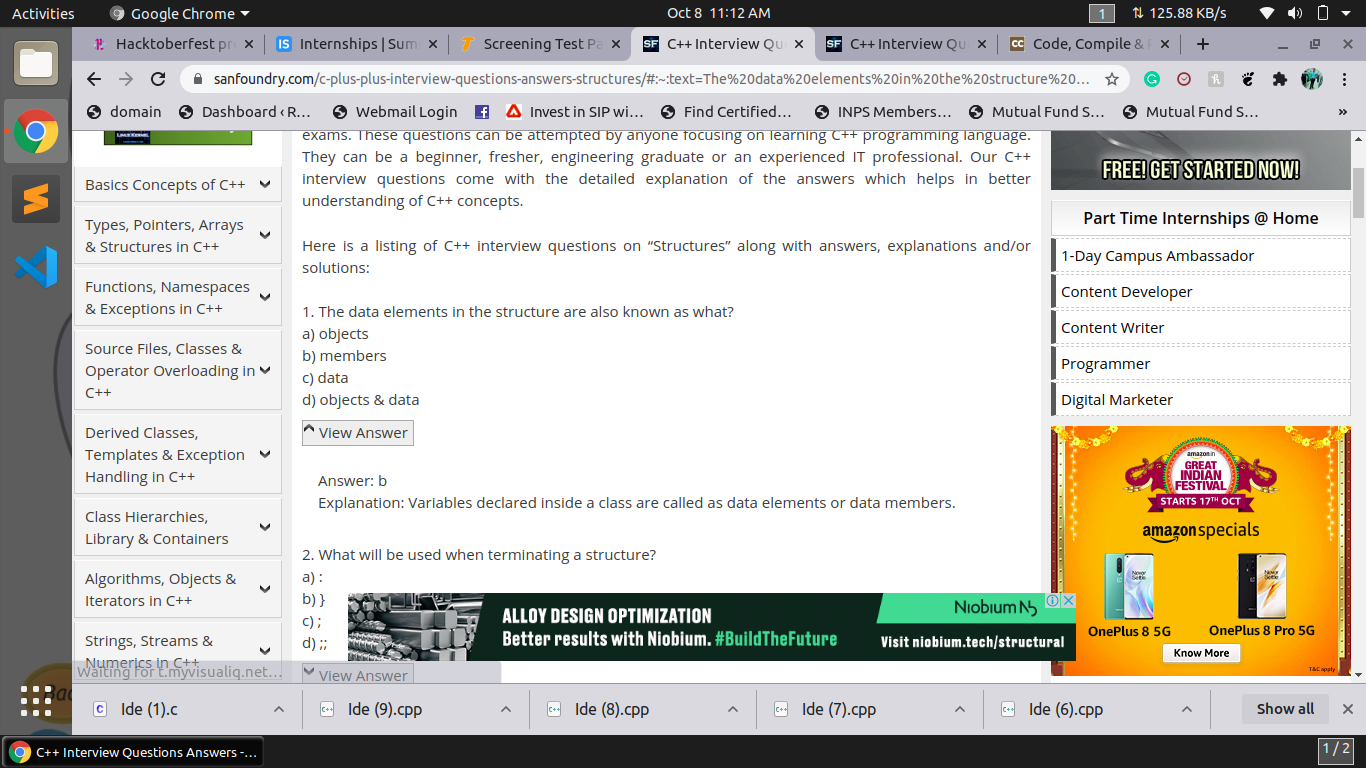 Activities
Google Chrome
Oct 8 11:12 AM
1
125.88 KB/s
Hacktoberfest pr
Internships | Sum
Screening Test Pa
C++ Interview Qu
C++ Interview Qu
Code, Compile & R
sanfoundry.com/c-plus-plus-interview-questions-answers-structures/#:~:text=The%20data%20elements%20in%20the%20structure%20...
domain
Dashboard ‹ R...
Webmail Login
Invest in SIP wi...
Find Certified...
INPS Members...
Mutual Fund S...
Mutual Fund S...
»
LINUX KERNEL
Basics Concepts of C++
Types, Pointers, Arrays
& Structures in C++
Functions, Namespaces
& Exceptions in C++
Source Files, Classes &
Operator Overloading in
C++
Derived Classes,
Templates & Exception
Handling in C++
Class Hierarchies,
Library & Containers
Algorithms, Objects &
Iterators in C++
Strings, Streams &
Numerics in C++
Waiting for t.myvisualiq.net...
exams. These questions can be attempted by anyone focusing on learning C++ programming language.
They can be a beginner, fresher, engineering graduate or an experienced IT professional. Our C++
interview questions come with the detailed explanation of the answers which helps in better
understanding of C++ concepts.
Here is a listing of C++ interview questions on “Structures” along with answers, explanations and/or
solutions:
1. The data elements in the structure are also known as what?
a) objects
b) members
c) data
d) objects & data
View Answer
Answer: b
Explanation: Variables declared inside a class are called as data elements or data members.
2. What will be used when terminating a structure?
a) :
b) }
c) ;
d) ;;
View Answer
ALLOY DESIGN OPTIMIZATION
Better results with Niobium. #BuildTheFuture
Niobium N5
Visit niobium.tech/structural
FREE! GET STARTED NOW!
Part Time Internships @ Home
1-Day Campus Ambassador
Content Developer
Content Writer
Programmer
Digital Marketer
amazon.in
GREAT
INDIAN
FESTIVAL
STARTS 17TH OCT
amazonspecials
Never
Settle
Never
Settle
OnePlus 8 5G
OnePlus 8 Pro 5G
Know More
T&C apply
Ide (1).c
Ide (9).cpp
Ide (8).cpp
Ide (7).cpp
Ide (6).cpp
Show all
C++ Interview Questions Answers -...
1 / 2